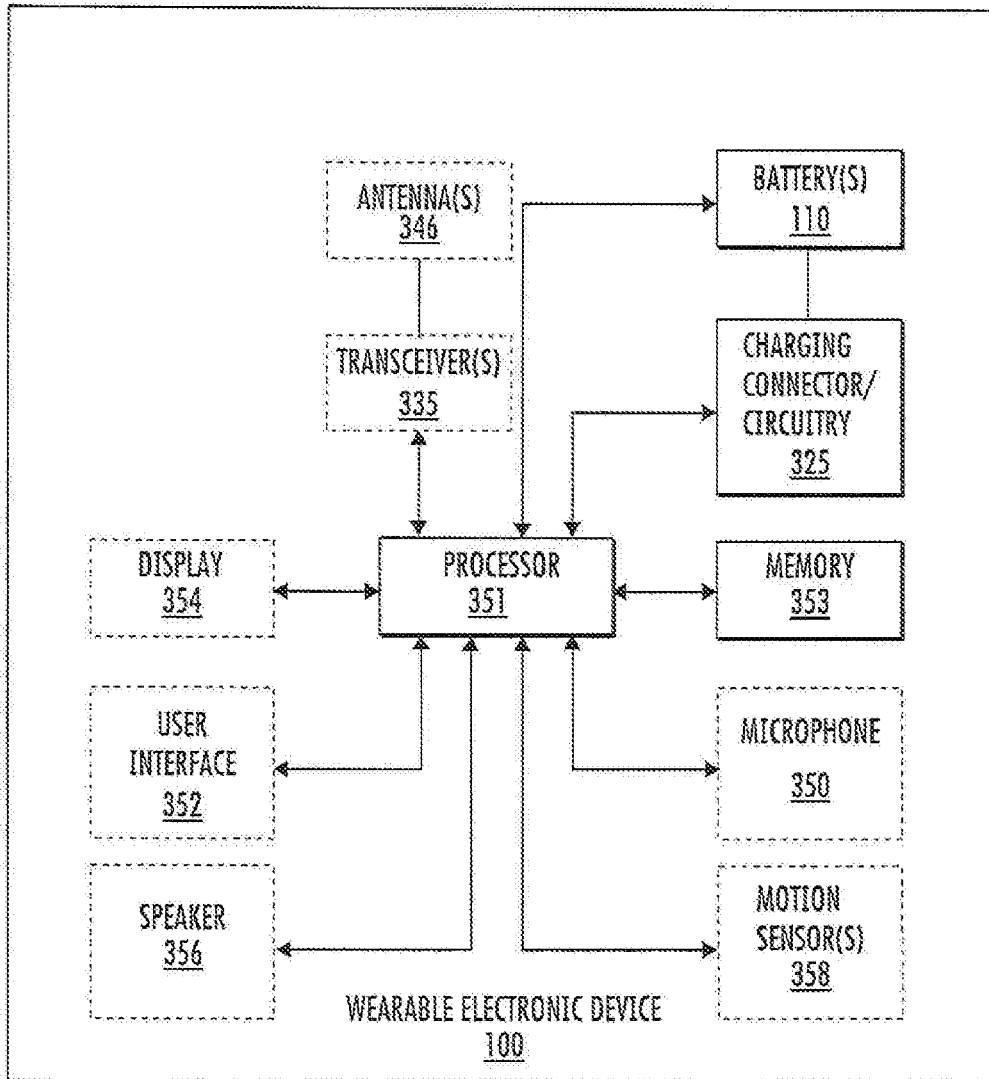 ANTENNA(S)
346
BATTERY(S)
110
TRANSCEIVER(S)
335
CHARGING
CONNECTOR/
CIRCUITRY
325
DISPLAY
354
PROCESSOR
351
MEMORY
353
USER
INTERFACE
352
MICROPHONE
350
SPEAKER
356
MOTION
SENSOR(S)
358
WEARABLE ELECTRONIC DEVICE
100